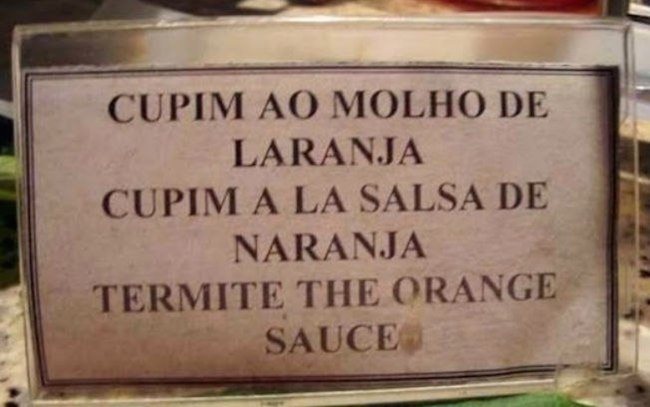 CUPIM AO MOLHO DE
LARANJA
CUPIM A LA SALSA DE
NARANJA
TERMITE THE ORANGE
SAUCE